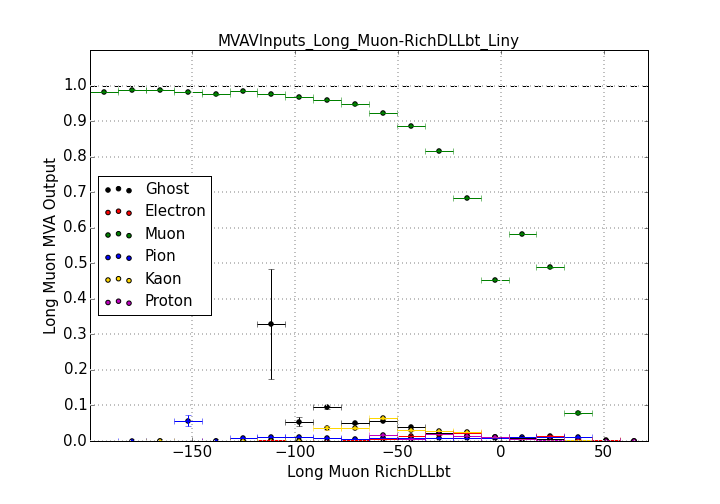 MVAVInputs_Long_Muon-RichDLLbt_Liny
1.0
0.9
0.8
0.7
0.6
0.5
0.4
0.3
0.2
0.1
0.0
Long Muon MVA Output
Ghost
Electron
Muon
Pion
Kaon
Proton
−150 −100 −50 0 50
Long Muon RichDLLbt